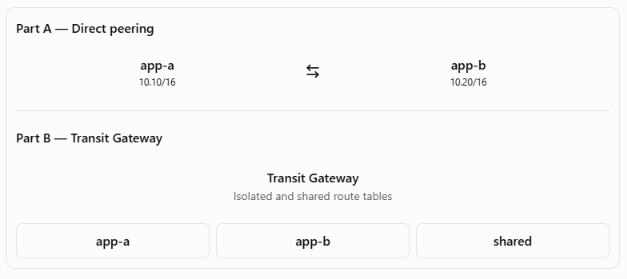 Part A — Direct peering
app-a
app-b
10.10/16
10.20/16
Part B — Transit Gateway
Transit Gateway
Isolated and shared route tables
app-a
app-b
shared